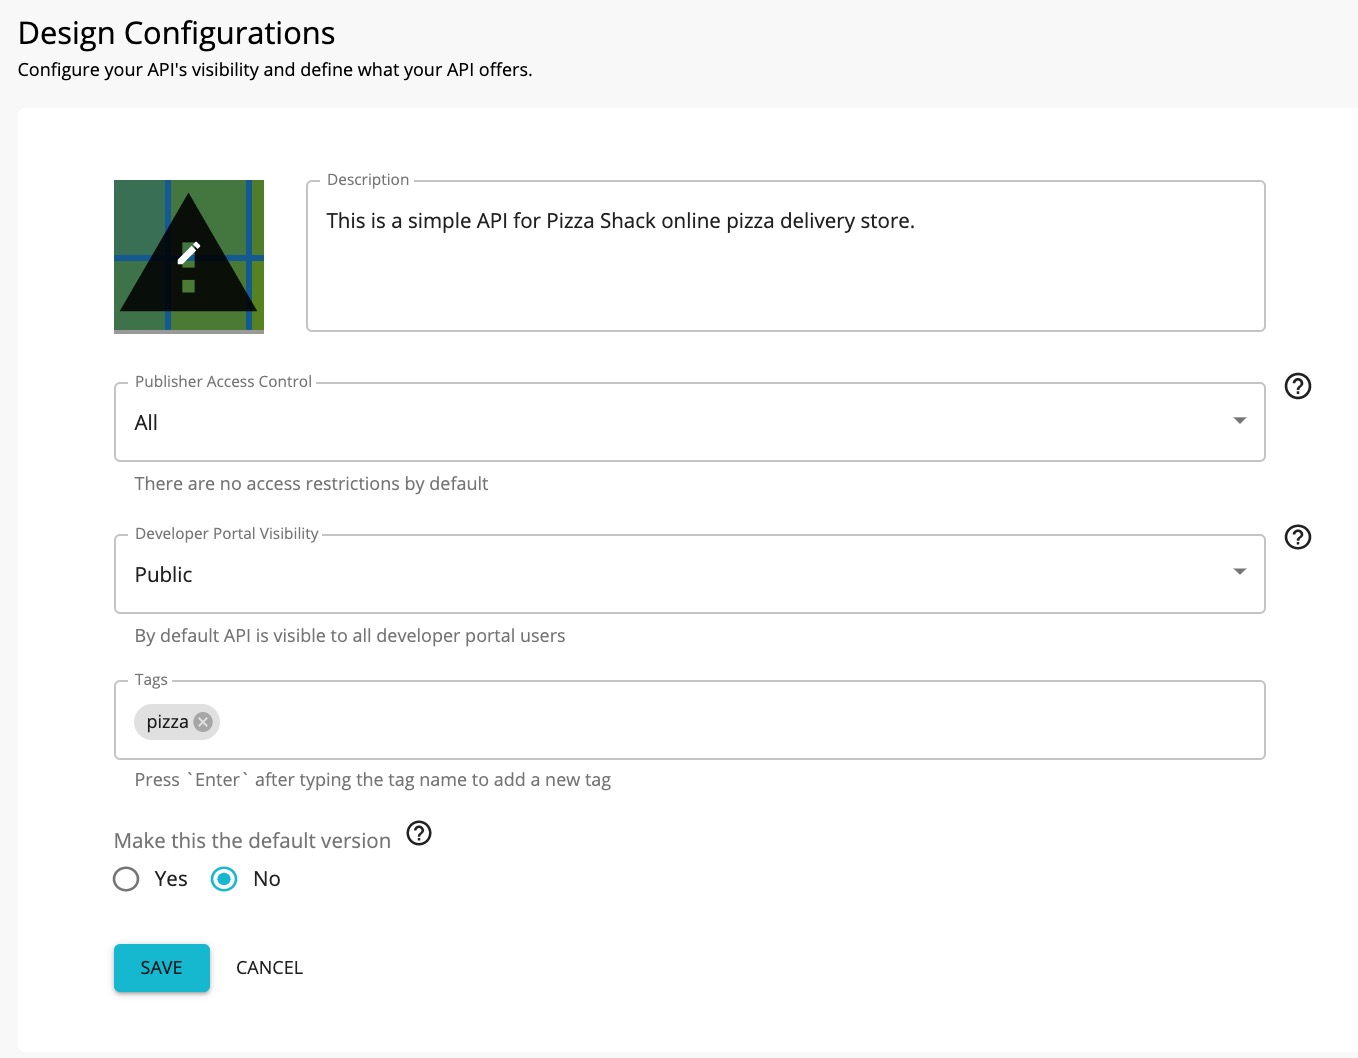 Design Configurations
Configure your API's visibility and define what your API offers.
Description
This is a simple API for Pizza Shack online pizza delivery store.
Publisher Access Control
All
There are no access restrictions by default
Developer Portal Visibility
Public
By default API is visible to all developer portal users
Tags
pizza
Press `Enter` after typing the tag name to add a new tag
Make this the default version
Yes No
SAVE CANCEL